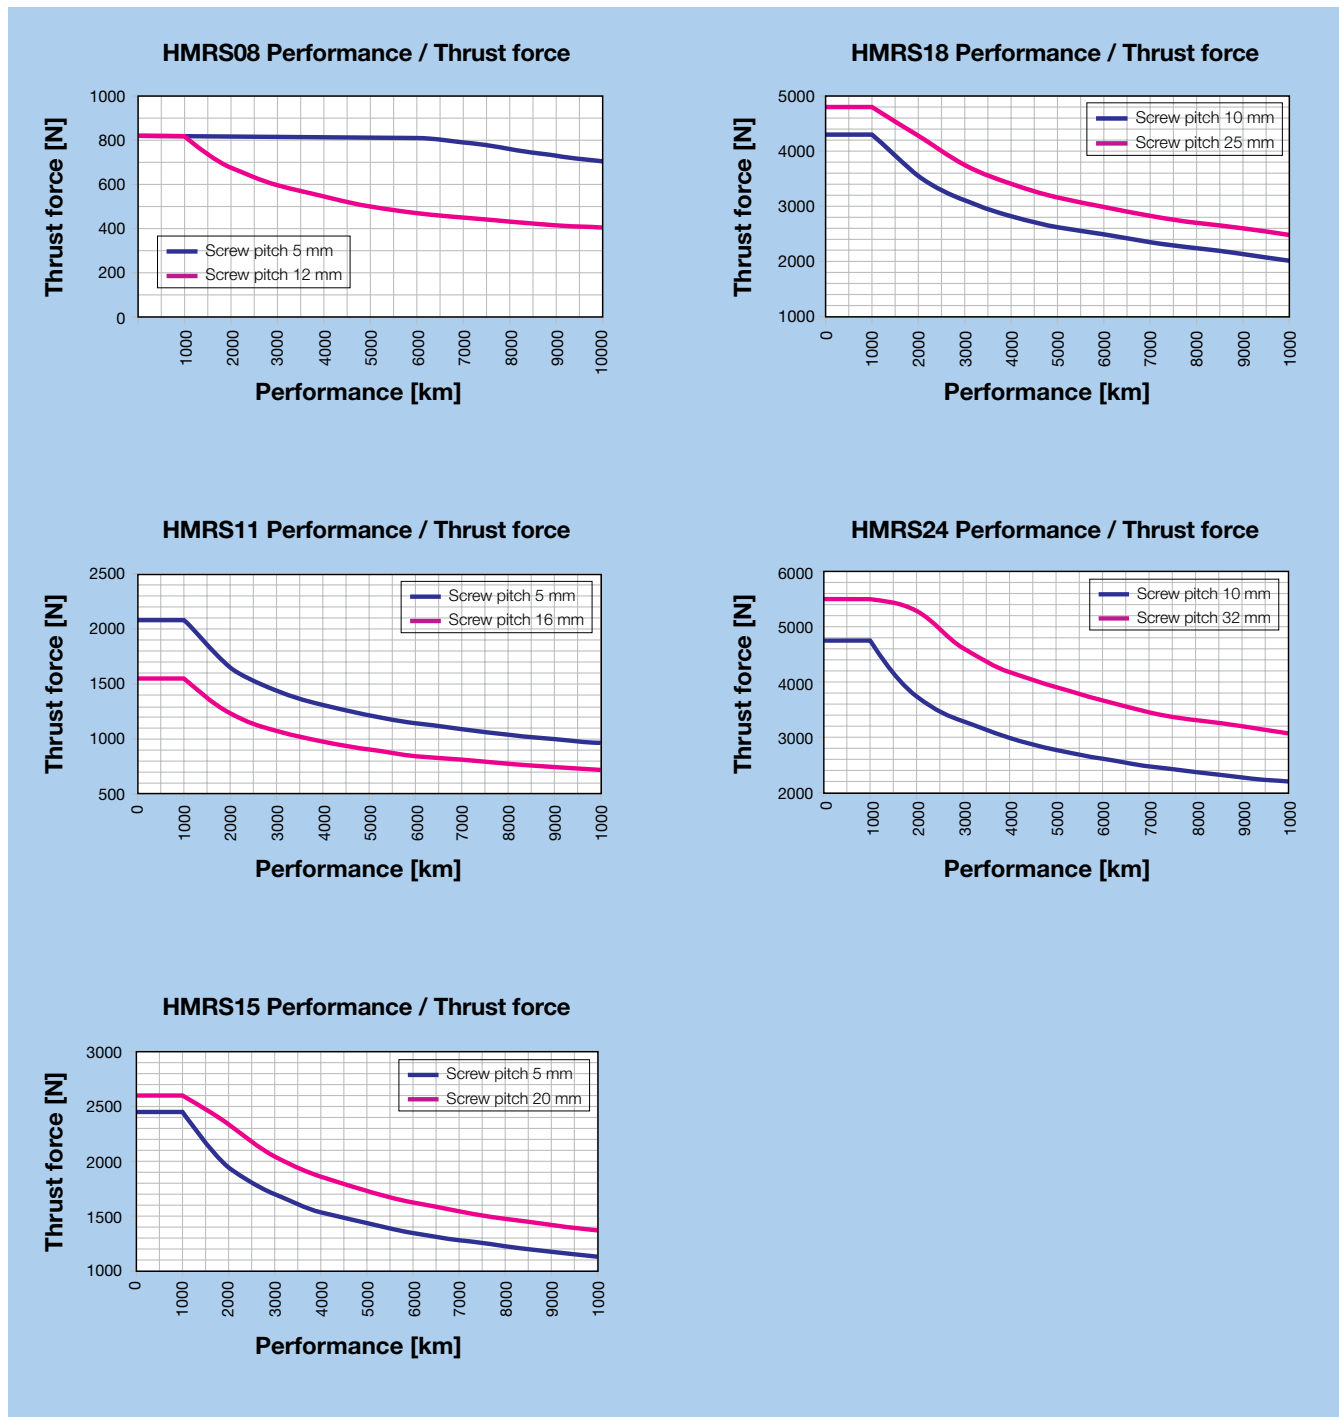 HMRS08 Performance / Thrust force
Thrust force [N]
1000
800
600
400
200
0
Screw pitch 5 mm
Screw pitch 12 mm
1000 2000 3000 4000 5000 6000 7000 8000 9000 10000
Performance [km]
HMRS18 Performance / Thrust force
Thrust force [N]
5000
4000
3000
2000
1000
Screw pitch 10 mm
Screw pitch 25 mm
0 1000 2000 3000 4000 5000 6000 7000 8000 9000 1000
Performance [km]
HMRS11 Performance / Thrust force
Thrust force [N]
2500
2000
1500
1000
500
Screw pitch 5 mm
Screw pitch 16 mm
0 1000 2000 3000 4000 5000 6000 7000 8000 9000 1000
Performance [km]
HMRS24 Performance / Thrust force
Thrust force [N]
6000
5000
4000
3000
2000
Screw pitch 10 mm
Screw pitch 32 mm
0 1000 2000 3000 4000 5000 6000 7000 8000 9000 1000
Performance [km]
HMRS15 Performance / Thrust force
Thrust force [N]
3000
2500
2000
1500
1000
Screw pitch 5 mm
Screw pitch 20 mm
0 1000 2000 3000 4000 5000 6000 7000 8000 9000 1000
Performance [km]